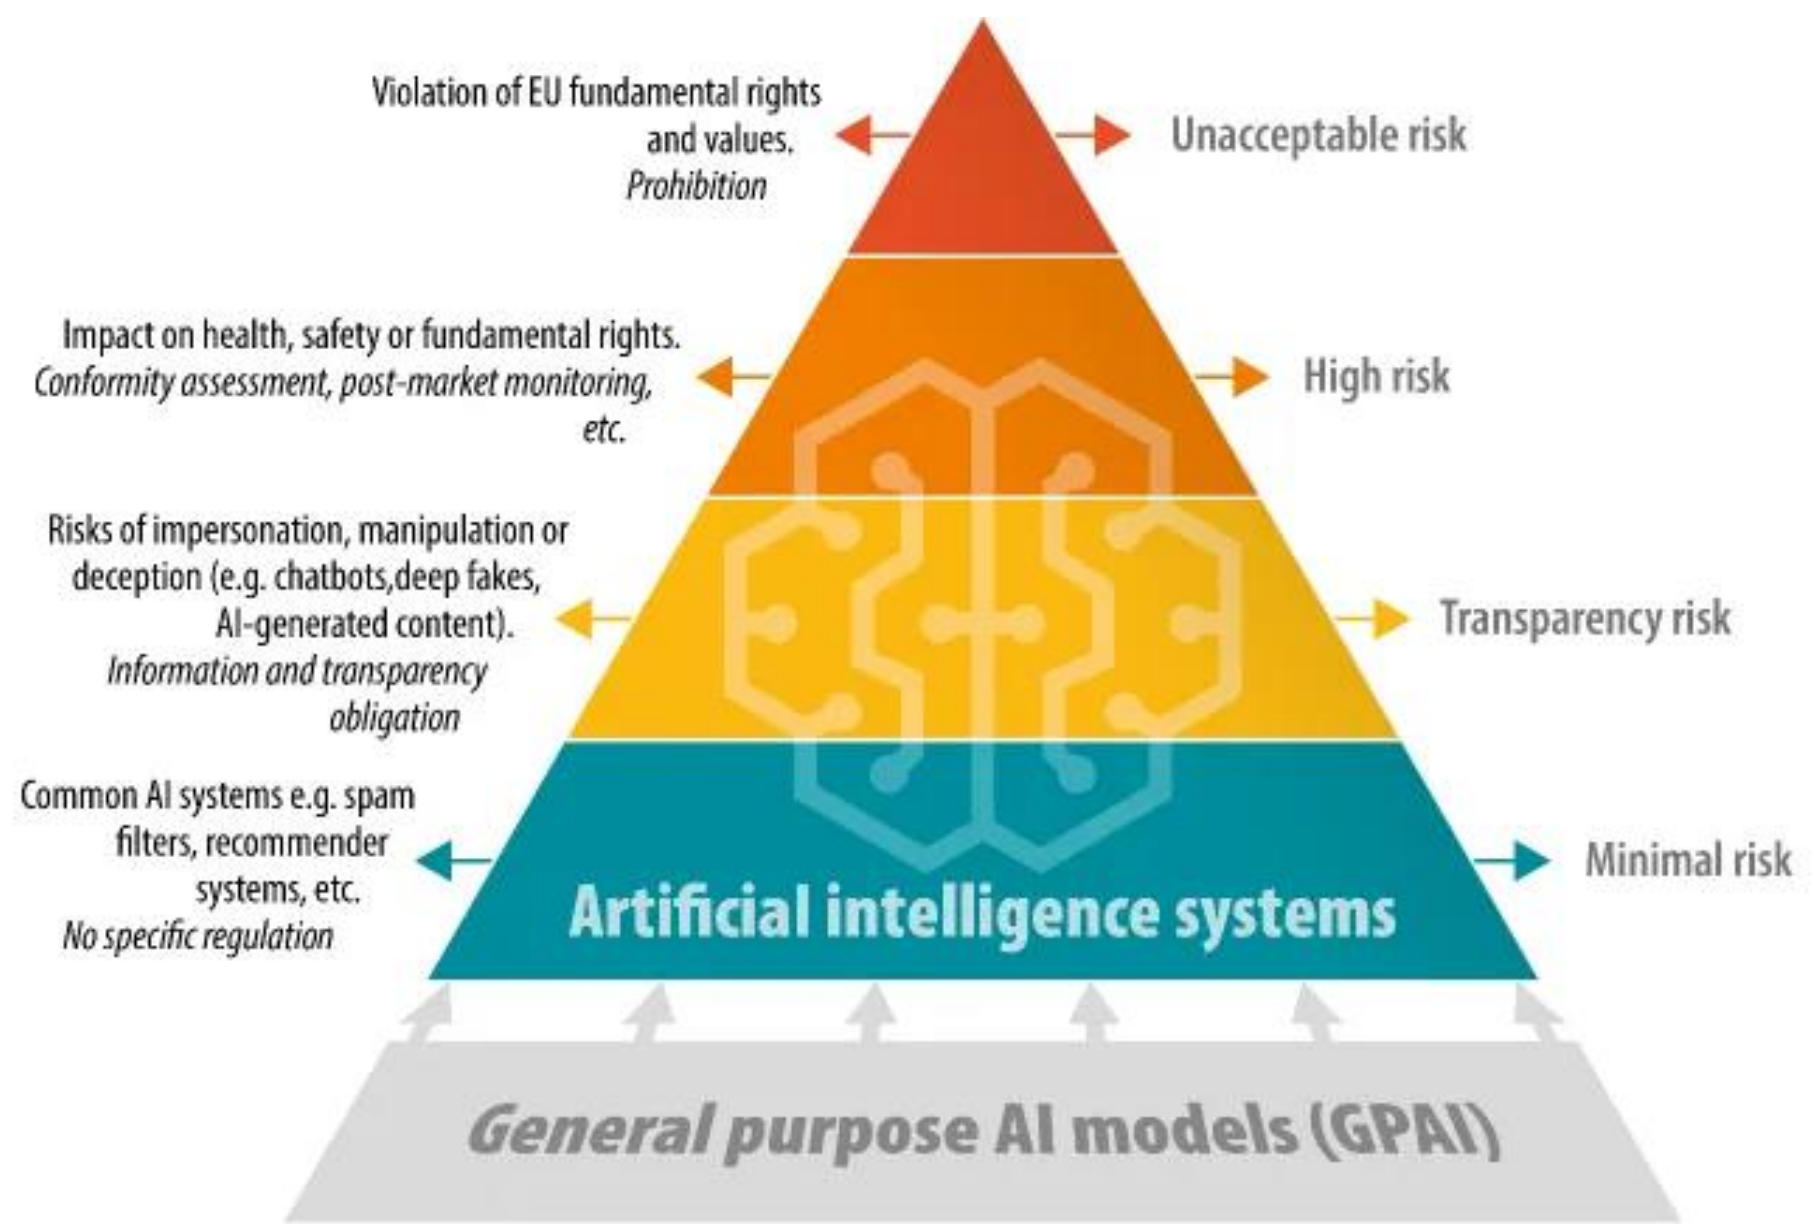 Violation of EU fundamental rights
and values.
Prohibition
Unacceptable risk
Impact on health, safety or fundamental rights.
Conformity assessment, post-market monitoring,
etc.
High risk
Risks of impersonation, manipulation or
deception (e.g. chatbots,deep fakes,
AI-generated content).
Information and transparency
obligation
Transparency risk
Common AI systems e.g. spam
filters, recommender
systems, etc.
No specific regulation
Minimal risk
Artificial intelligence systems
General purpose AI models (GPAI)